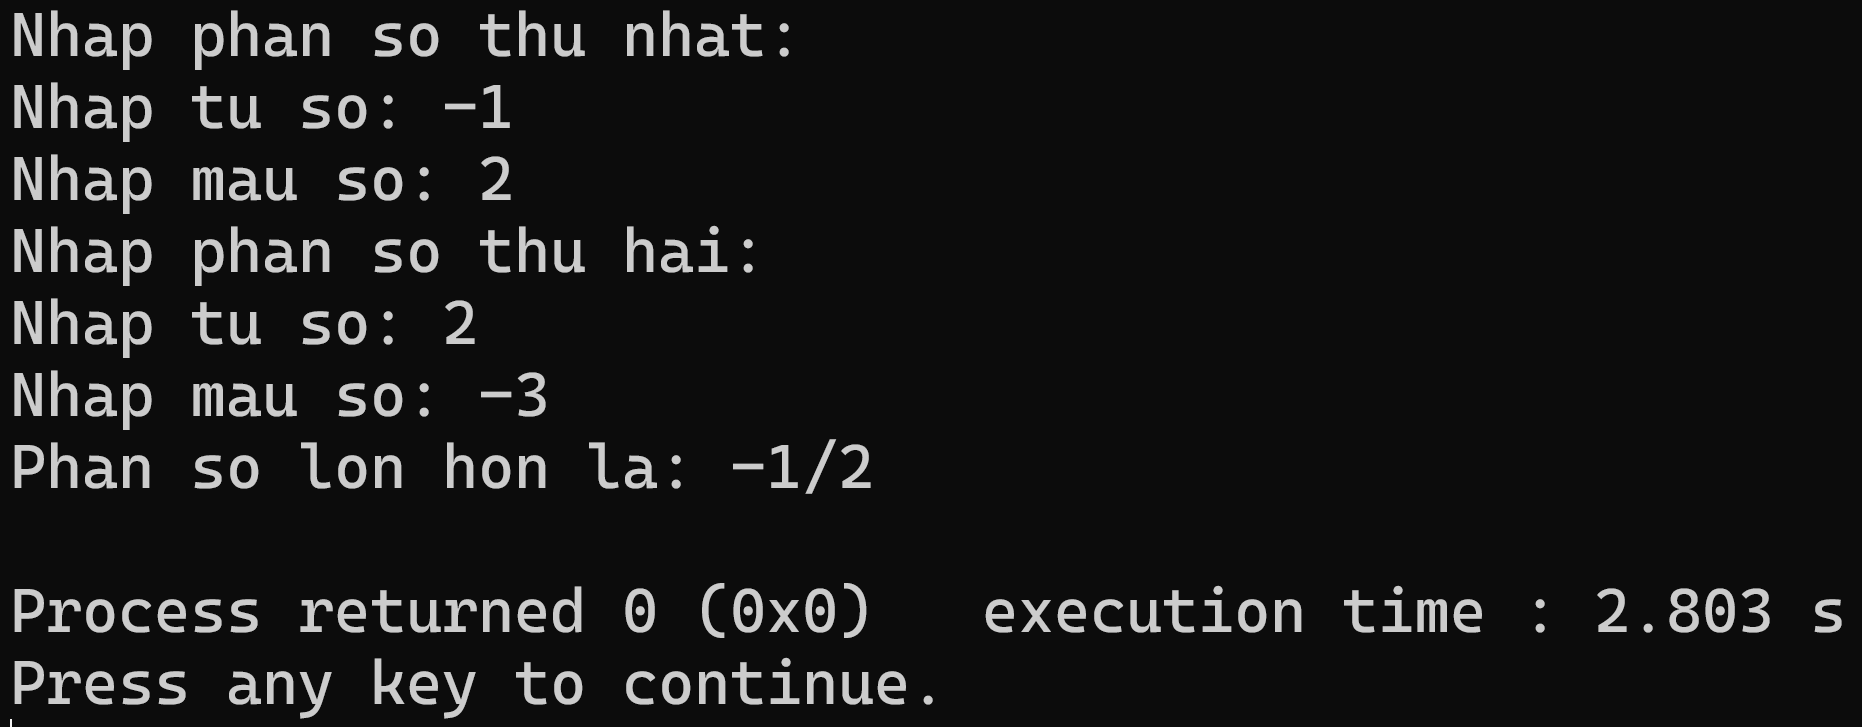 Nhap phan so thu nhat:
Nhap tu so: -1
Nhap mau so: 2
Nhap phan so thu hai:
Nhap tu so: 2
Nhap mau so: -3
Phan so lon hon la: -1/2
Process returned 0 (0x0)   execution time : 2.803 s
Press any key to continue.